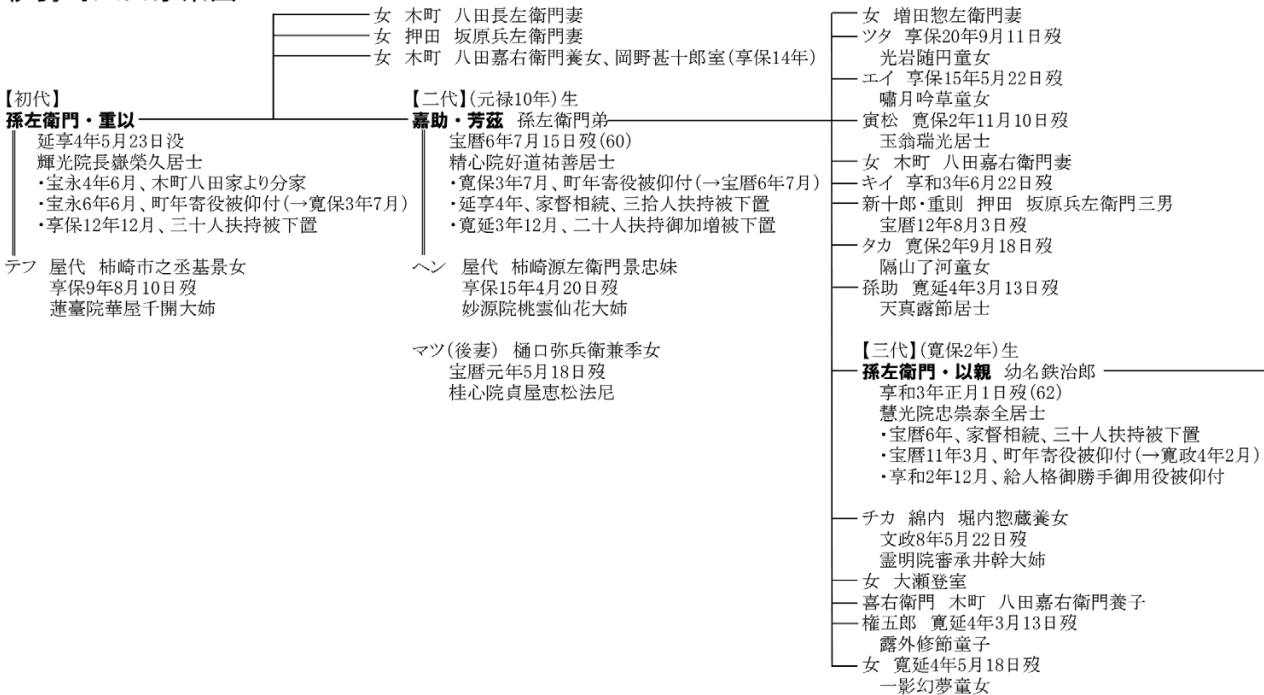 女 木町 八田長左衛門妻
女 押田 坂原兵左衛門妻
女 木町 八田嘉右衛門養女、岡野甚十郎室(享保14年)
【初代】
孫左衛門・重以
延享4年5月23日没
輝光院長嶽榮久居士
・宝永4年6月、木町八田家より分家
・宝永6年6月、町年寄役被仰付(→寛保3年7月)
・享保12年12月、三十人扶持被下置
テフ 屋代 柿崎市之丞基景女
享保9年8月10日歿
蓮臺院華屋千開大姉
【二代】(元禄10年)生
嘉助・芳茲 孫左衛門弟
宝暦6年7月15日歿(60)
精心院好道祐善居士
・寛保3年7月、町年寄役被仰付(→宝暦6年7月)
・延享4年、家督相続、三拾人扶持被下置
・寛延3年12月、二十人扶持御加増被下置
ヘン 屋代 柿崎源左衛門景忠妹
享保15年4月20日歿
妙源院桃雲仙花大姉
マツ(後妻) 樋口弥兵衛兼季女
宝暦元年5月18日歿
桂心院貞屋恵松法尼
女 増田惣左衛門妻
ツタ 享保20年9月11日歿
光岩随円童女
エイ 享保15年5月22日歿
嘯月吟草童女
寅松 寛保2年11月10日歿
玉翁瑞光居士
女 木町 八田嘉右衛門妻
キイ 享和3年6月22日歿
新十郎・重則 押田 坂原兵左衛門三男
宝暦12年8月3日歿
タカ 寛保2年9月18日歿
隔山了河童女
孫助 寛延4年3月13日歿
天真露節居士
【三代】(寛保2年)生
孫左衛門・以親 幼名鉄治郎
享和3年正月1日歿(62)
慧光院忠崇泰全居士
・宝暦6年、家督相続、三十人扶持被下置
・宝暦11年3月、町年寄役被仰付(→寛政4年2月)
・享和2年12月、給人格御勝手御用役被仰付
チカ 綿内 堀内惣蔵養女
文政8年5月22日歿
霊明院審承井幹大姉
女 大瀬登室
喜右衛門 木町 八田嘉右衛門養子
権五郎 寛延4年3月13日歿
露外修節童子
女 寛延4年5月18日歿
一影幻夢童女